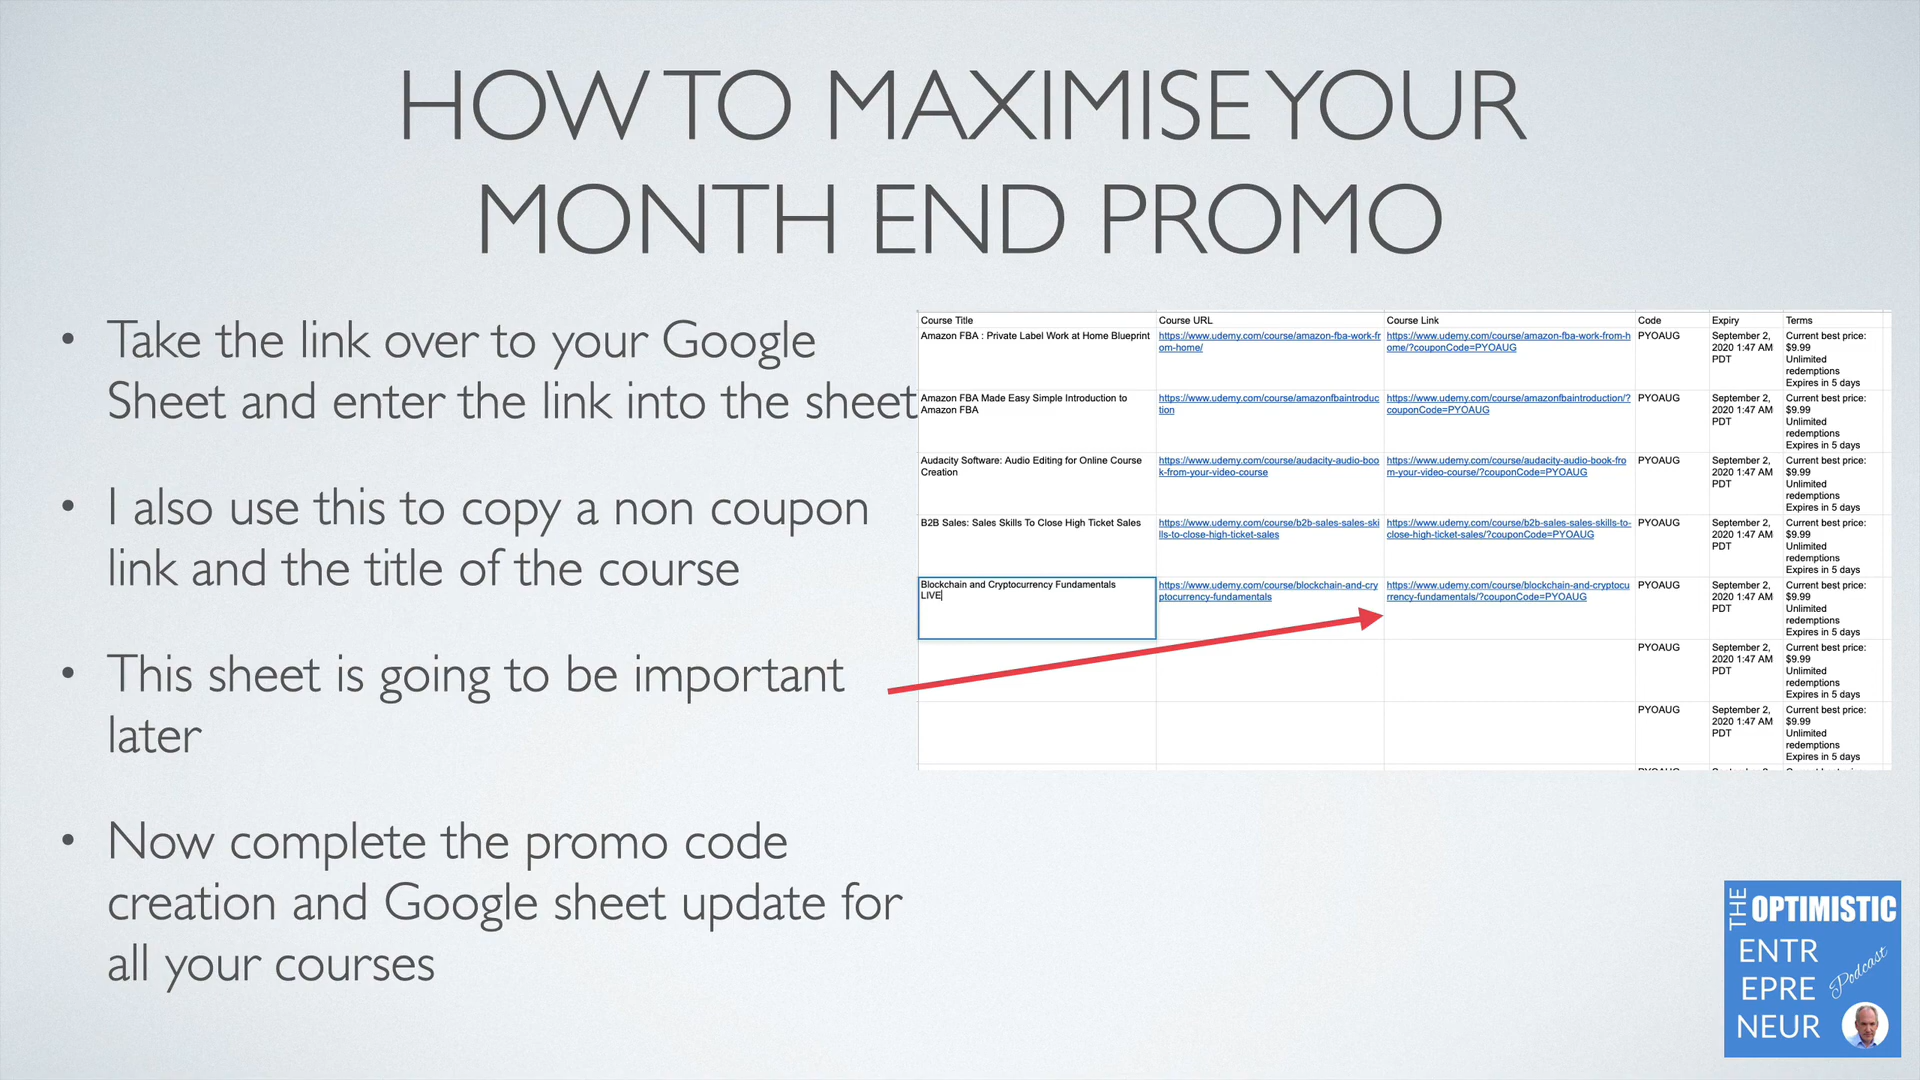 HOW TO MAXIMISE YOUR
MONTH END PROMO
• Take the link over to your Google
Sheet and enter the link into the sheet
• I also use this to copy a non coupon
link and the title of the course
• This sheet is going to be important
later
• Now complete the promo code
creation and Google sheet update for
all your courses
Course Title Course URL Course Link Code Expiry Terms
Amazon FBA : Private Label Work at Home Blueprint
https://www.udemy.com/course/amazon-fba-work-fr
om-home/
https://www.udemy.com/course/amazon-fba-work-from-h
ome/?couponCode=PYOAUG
PYOAUG
September 2,
2020 1:47 AM
PDT
Current best price:
$9.99
Unlimited
redemptions
Expires in 5 days
Amazon FBA Made Easy Simple Introduction to
Amazon FBA
https://www.udemy.com/course/amazonfbaintroduc
tion
https://www.udemy.com/course/amazonfbaintroduction/?
couponCode=PYOAUG
PYOAUG
September 2,
2020 1:47 AM
PDT
Current best price:
$9.99
Unlimited
redemptions
Expires in 5 days
Audacity Software: Audio Editing for Online Course
Creation
https://www.udemy.com/course/audacity-audio-boo
k-from-your-video-course
https://www.udemy.com/course/audacity-audio-book-fro
m-your-video-course/?couponCode=PYOAUG
PYOAUG
September 2,
2020 1:47 AM
PDT
Current best price:
$9.99
Unlimited
redemptions
Expires in 5 days
B2B Sales: Sales Skills To Close High Ticket Sales
https://www.udemy.com/course/b2b-sales-sales-ski
lls-to-close-high-ticket-sales
https://www.udemy.com/course/b2b-sales-sales-skills-to-
close-high-ticket-sales/?couponCode=PYOAUG
PYOAUG
September 2,
2020 1:47 AM
PDT
Current best price:
$9.99
Unlimited
redemptions
Expires in 5 days
Blockchain and Cryptocurrency Fundamentals
LIVE
https://www.udemy.com/course/blockchain-and-cry
ptocurrency-fundamentals
https://www.udemy.com/course/blockchain-and-cryptocu
rrency-fundamentals/?couponCode=PYOAUG
PYOAUG
September 2,
2020 1:47 AM
PDT
Current best price:
$9.99
Unlimited
redemptions
Expires in 5 days
PYOAUG
September 2,
2020 1:47 AM
PDT
Current best price:
$9.99
Unlimited
redemptions
Expires in 5 days
PYOAUG
September 2,
2020 1:47 AM
PDT
Current best price:
$9.99
Unlimited
redemptions
Expires in 5 days
THE OPTIMISTIC
ENTR
EPRE
NEUR
Podcast